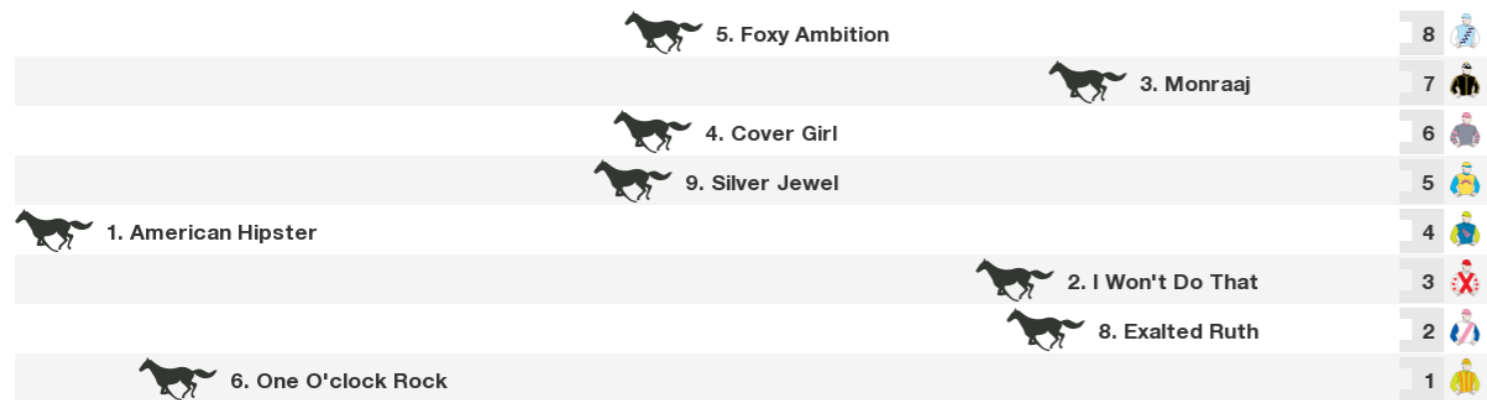 5. Foxy Ambition 8
3. Monraaj 7
4. Cover Girl 6
9. Silver Jewel 5
1. American Hipster 4
2. I Won't Do That 3
8. Exalted Ruth 2
6. One O'clock Rock 1